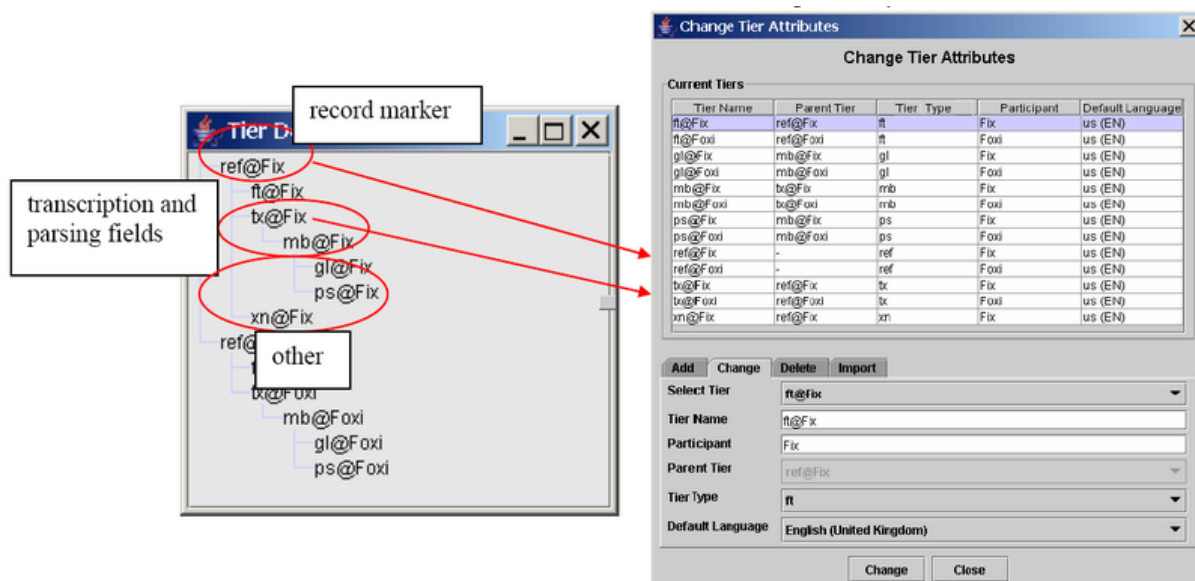 record marker
Tier D
ref@Fix
ft@Fix
tx@Fix
mb@Fix
gl@Fix
ps@Fix
xn@Fix
ref@
tx@Foxi
mb@Foxi
gl@Foxi
ps@Foxi
transcription and
parsing fields
other
Change Tier Attributes
Change Tier Attributes
Current Tiers
Tier Name Parent Tier Tier Type Participant Default Language
ft@Fix ref@Fix ft Fix us (EN)
ft@Foxi ref@Foxi ft Foxi us (EN)
gl@Fix mb@Fix gl Fix us (EN)
gl@Foxi mb@Foxi gl Foxi us (EN)
mb@Fix tx@Fix mb Fix us (EN)
mb@Foxi tx@Foxi mb Foxi us (EN)
ps@Fix mb@Fix ps Fix us (EN)
ps@Foxi mb@Foxi ps Foxi us (EN)
ref@Fix - ref Fix us (EN)
ref@Foxi - ref Foxi us (EN)
tx@Fix ref@Fix tx Fix us (EN)
tx@Foxi ref@Foxi tx Foxi us (EN)
xn@Fix ref@Fix xn Fix us (EN)
Add Change Delete Import
Select Tier ft@Fix
Tier Name ft@Fix
Participant Fix
Parent Tier ref@Fix
Tier Type ft
Default Language English (United Kingdom)
Change Close